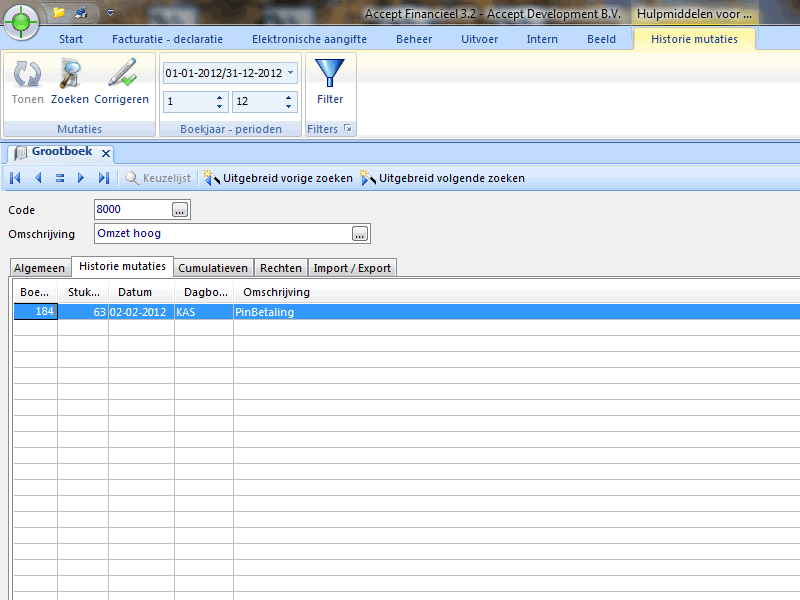 Accept Financieel 3.2 - Accept Development B.V. Hulpmiddelen voor ...
Start Facturatie - declaratie Elektronische aangifte Beheer Uitvoer Intern Beeld Historie mutaties
01-01-2012/31-12-2012
Tonen Zoeken Corrigeren 1 12 Filter
Mutaties Boekjaar - perioden Filters
Grootboek
Keuzelijst Uitgebreid vorige zoeken Uitgebreid volgende zoeken
Code 8000 ...
Omschrijving Omzet hoog ...
Algemeen Historie mutaties Cumulatieven Rechten Import / Export
Boe... Stuk... Datum Dagbo... Omschrijving
184 63 02-02-2012 KAS PinBetaling